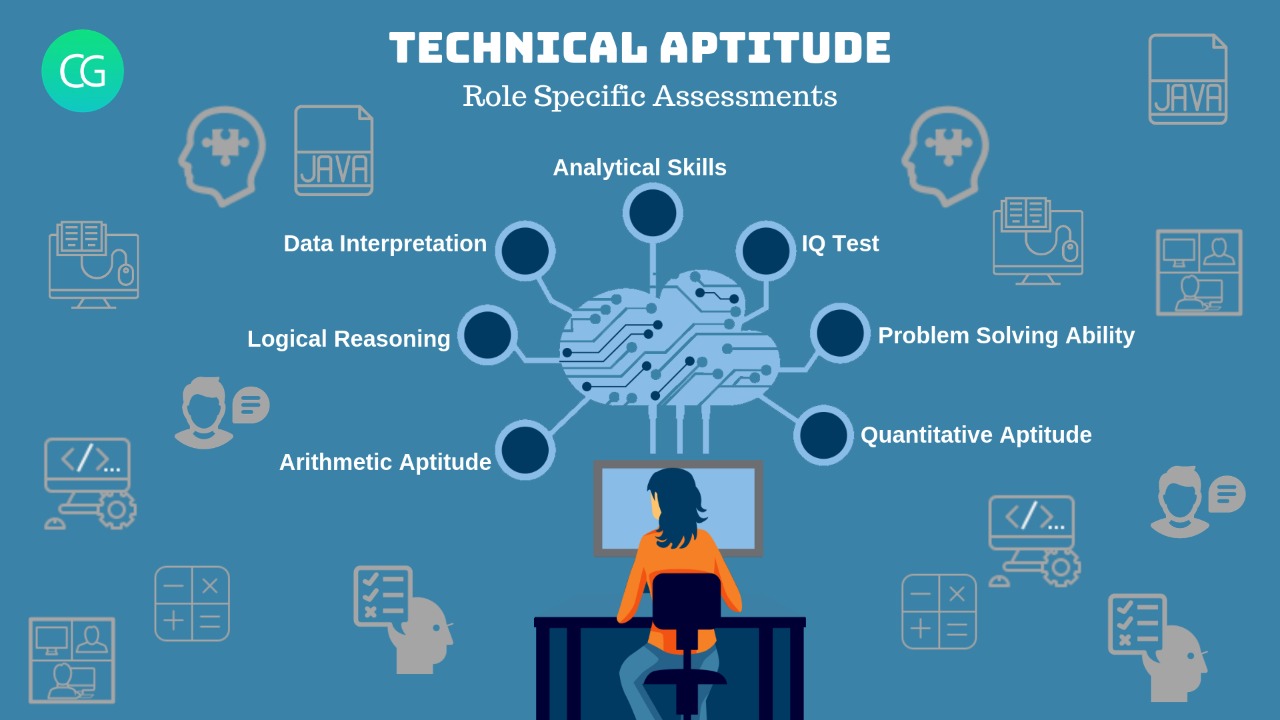 CG
TECHNICAL APTITUDE
Role Specific Assessments
JAVA
JAVA
Analytical Skills
Data Interpretation
IQ Test
Logical Reasoning
Problem Solving Ability
Arithmetic Aptitude
Quantitative Aptitude
</>...
</>...